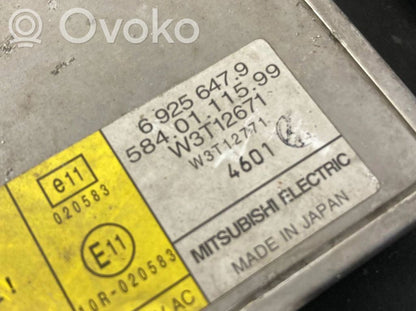 Ovoko
6 925 647.9
584.01.115.99
W3T12671
W3T12771
4601
MITSUBISHI ELECTRIC
MADE IN JAPAN
e11
020583
E11
10R-020583
AC